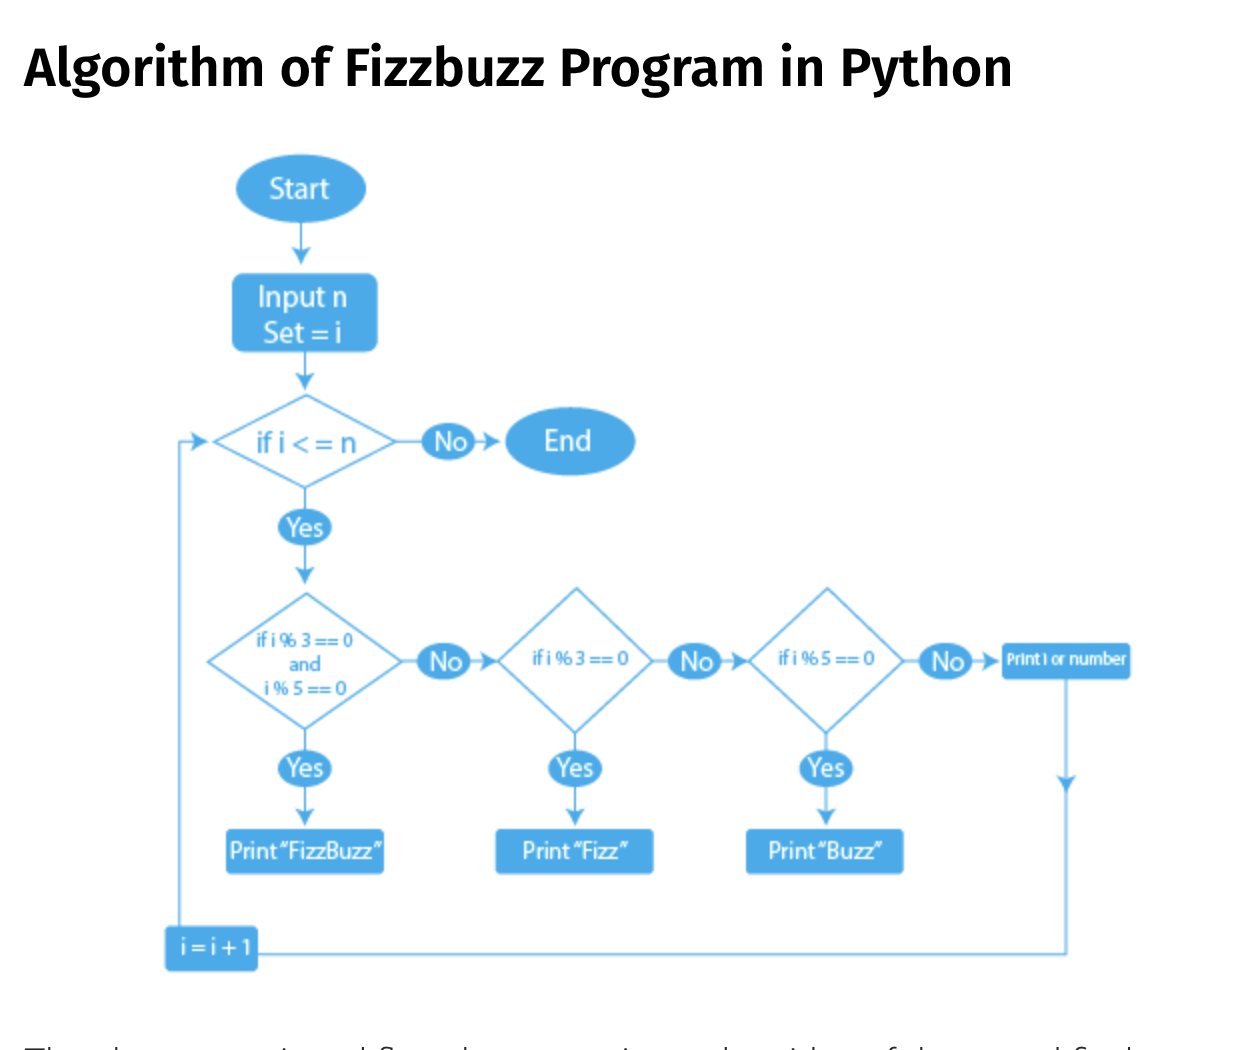 Algorithm of Fizzbuzz Program in Python
Start
Input n
Set = i
if i < = n
No
End
Yes
if i % 3 == 0
and
i % 5 == 0
No
if i % 3 == 0
No
if i % 5 == 0
No
Print i or number
Yes
Yes
Yes
Print “FizzBuzz”
Print “Fizz”
Print “Buzz”
i = i + 1